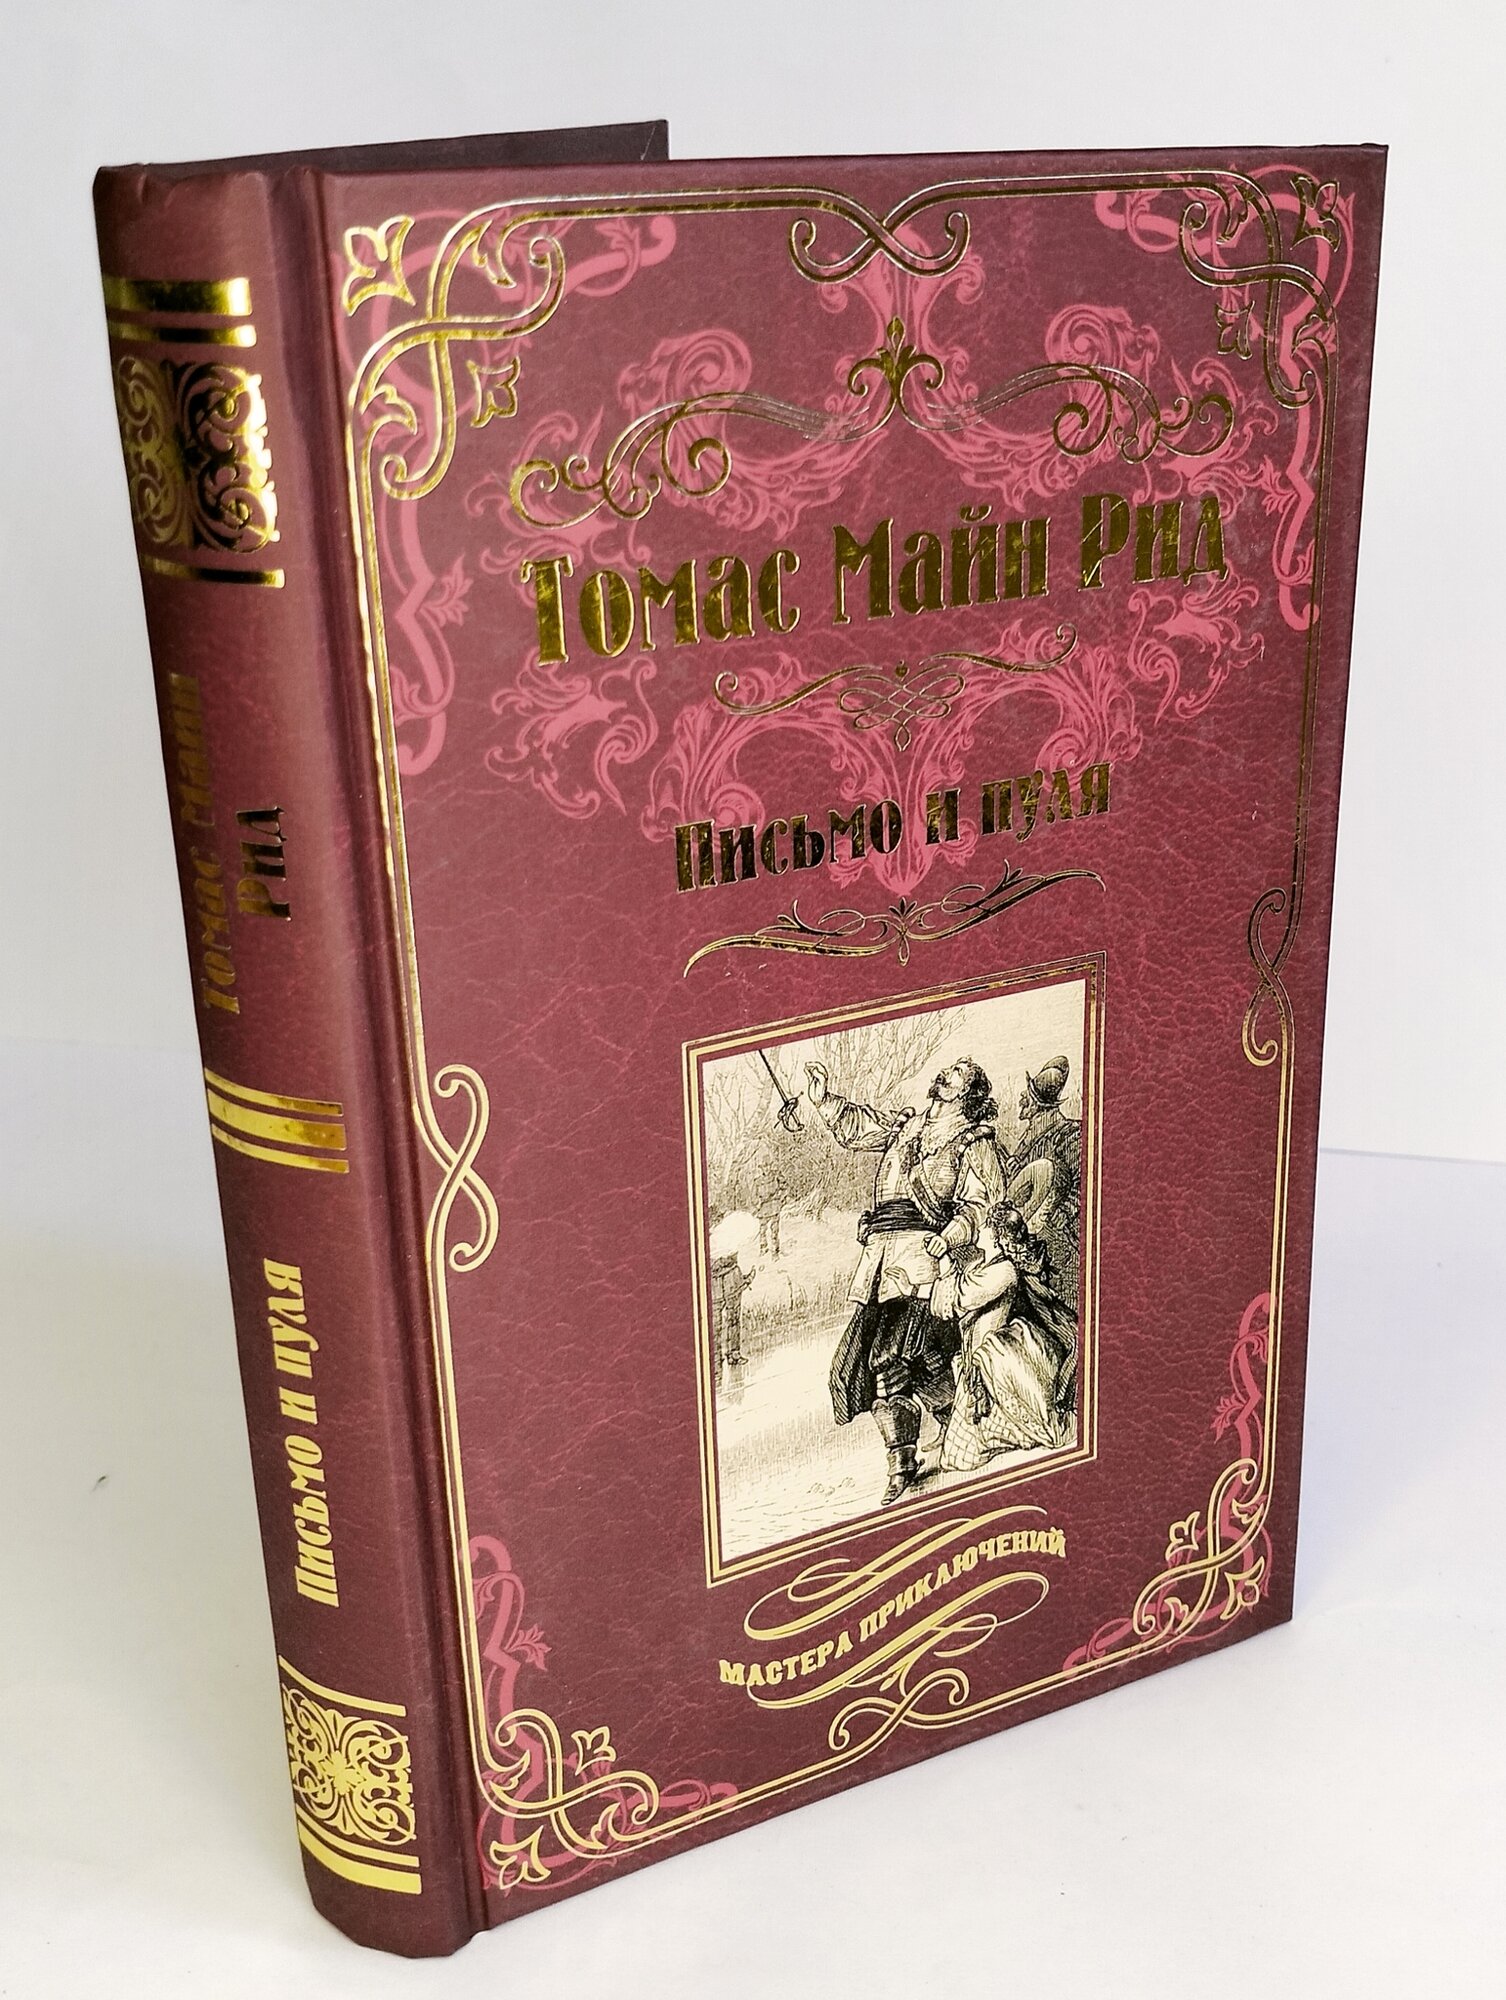 Томас Майн Рид
Письмо и пуля
МАСТЕРА ПРИКЛЮЧЕНИЙ
Томас Майн
Рид
Письмо и пуля